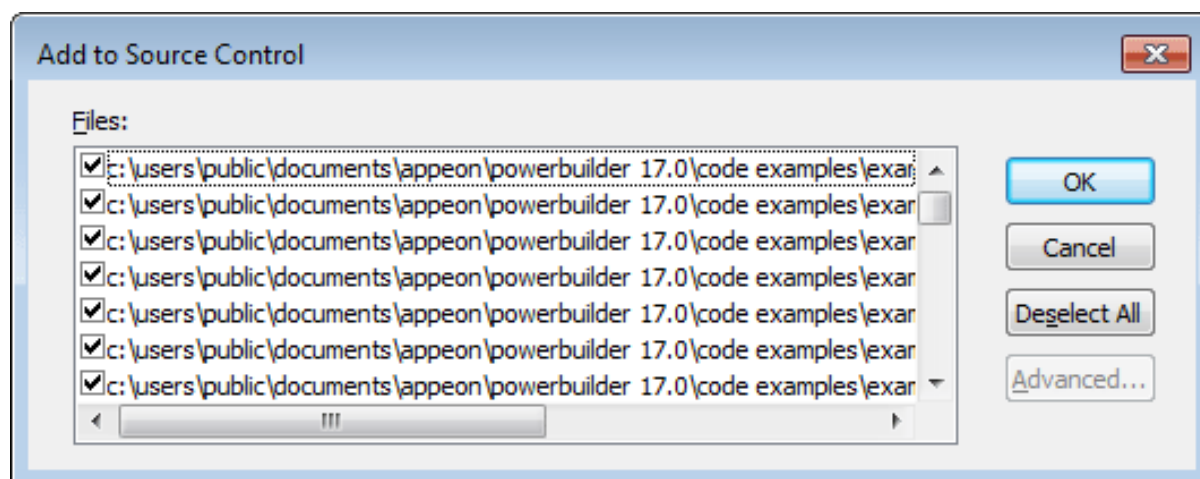 Add to Source Control
Files:
c:\users\public\documents\appeon\powerbuilder 17.0\code examples\exar
c:\users\public\documents\appeon\powerbuilder 17.0\code examples\exar
c:\users\public\documents\appeon\powerbuilder 17.0\code examples\exar
c:\users\public\documents\appeon\powerbuilder 17.0\code examples\exar
c:\users\public\documents\appeon\powerbuilder 17.0\code examples\exar
c:\users\public\documents\appeon\powerbuilder 17.0\code examples\exar
c:\users\public\documents\appeon\powerbuilder 17.0\code examples\exar
OK
Cancel
Deselect All
Advanced...